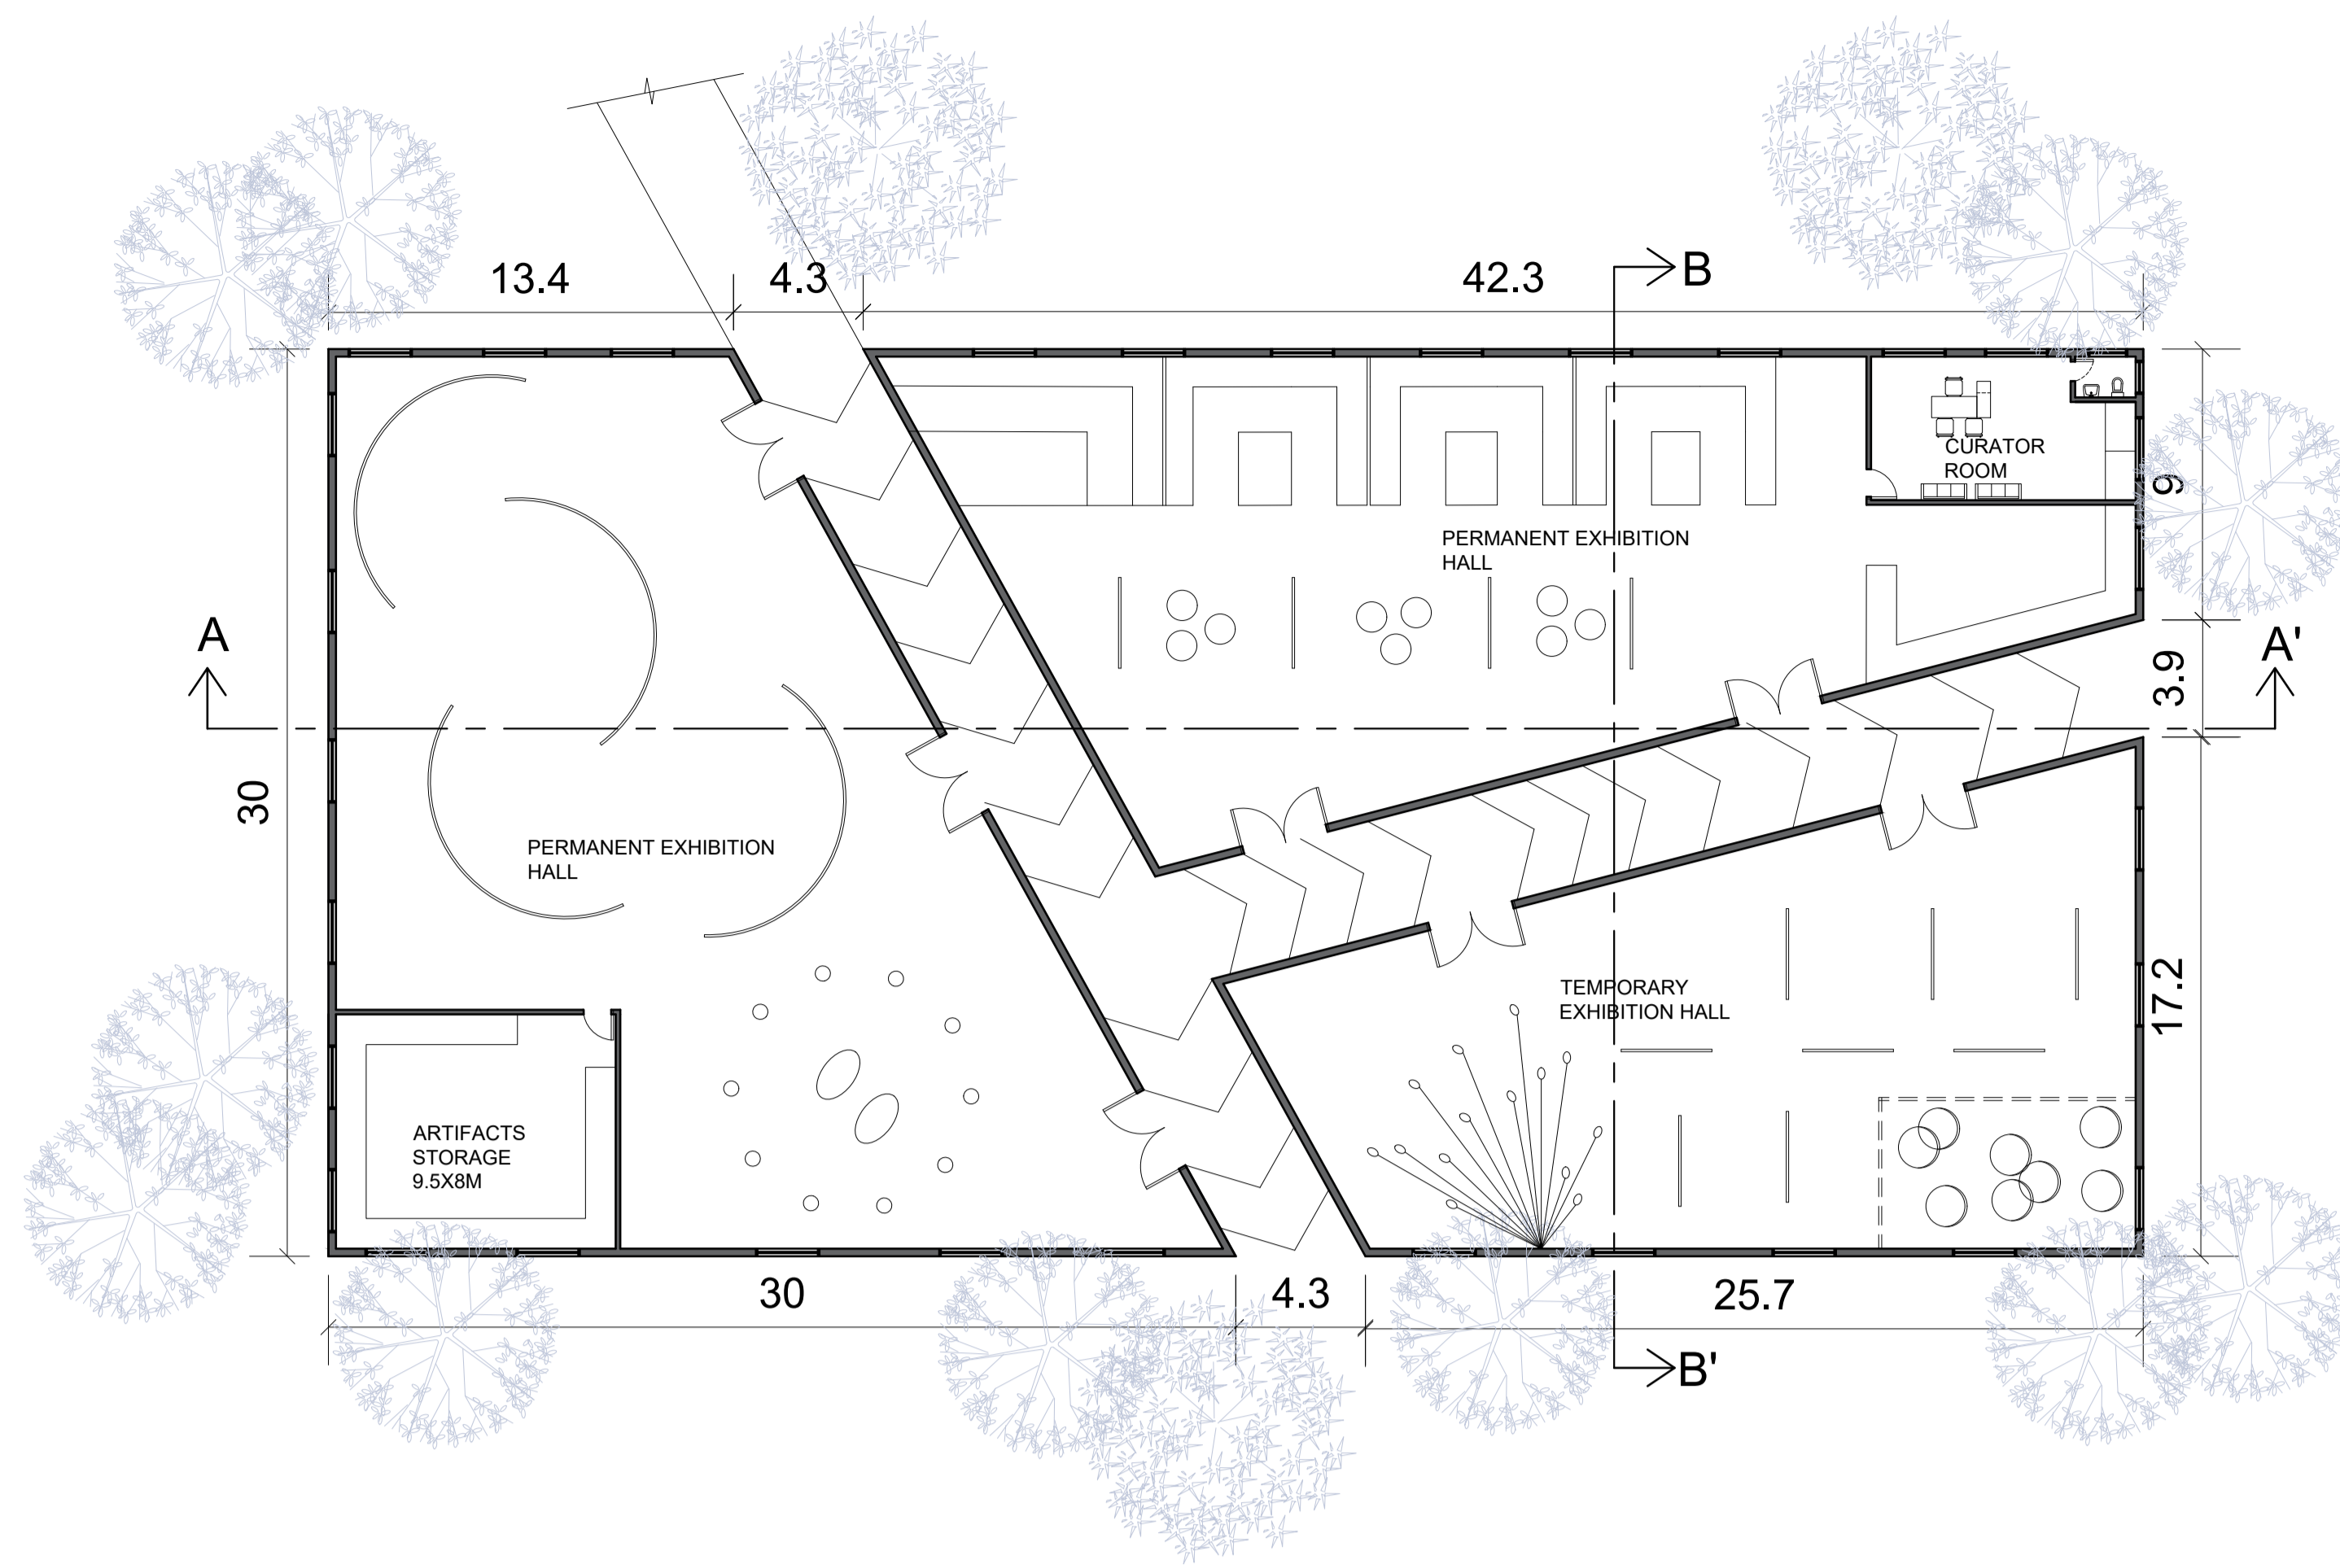 13.4
4.3
42.3
B
CURATOR
ROOM
9
PERMANENT EXHIBITION
HALL
A
A'
3.9
30
PERMANENT EXHIBITION
HALL
TEMPORARY
EXHIBITION HALL
17.2
ARTIFACTS
STORAGE
9.5X8M
30
4.3
25.7
B'